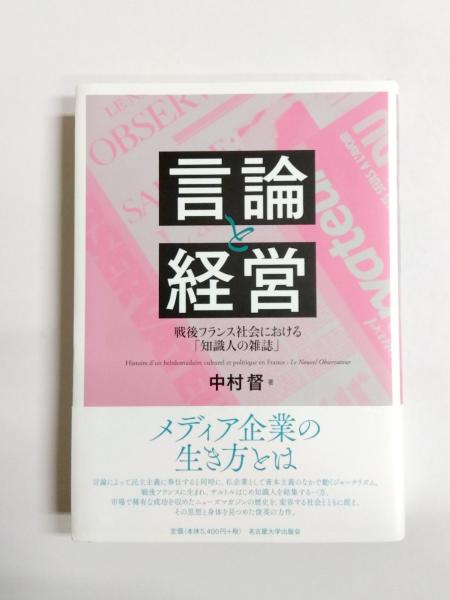 言論
と
経営
戦後フランス社会における
「知識人の雑誌」
Histoire d'un hebdomadaire culturel et politique en France : Le Nouvel Observateur
中村 督 著
メディア企業の
生き方とは
言論によって民主主義に奉仕すると同時に、私企業として資本主義のなかで動くジャーナリズム。
戦後フランスに生まれ、サルトルはじめ知識人を結集する一方、
市場で稀有な成功を収めたニューズマガジンの歴史を、変容する社会とともに捉え、
その思想と身体を見つめた俊英の力作。
定価（本体5,400円＋税） 名古屋大学出版会